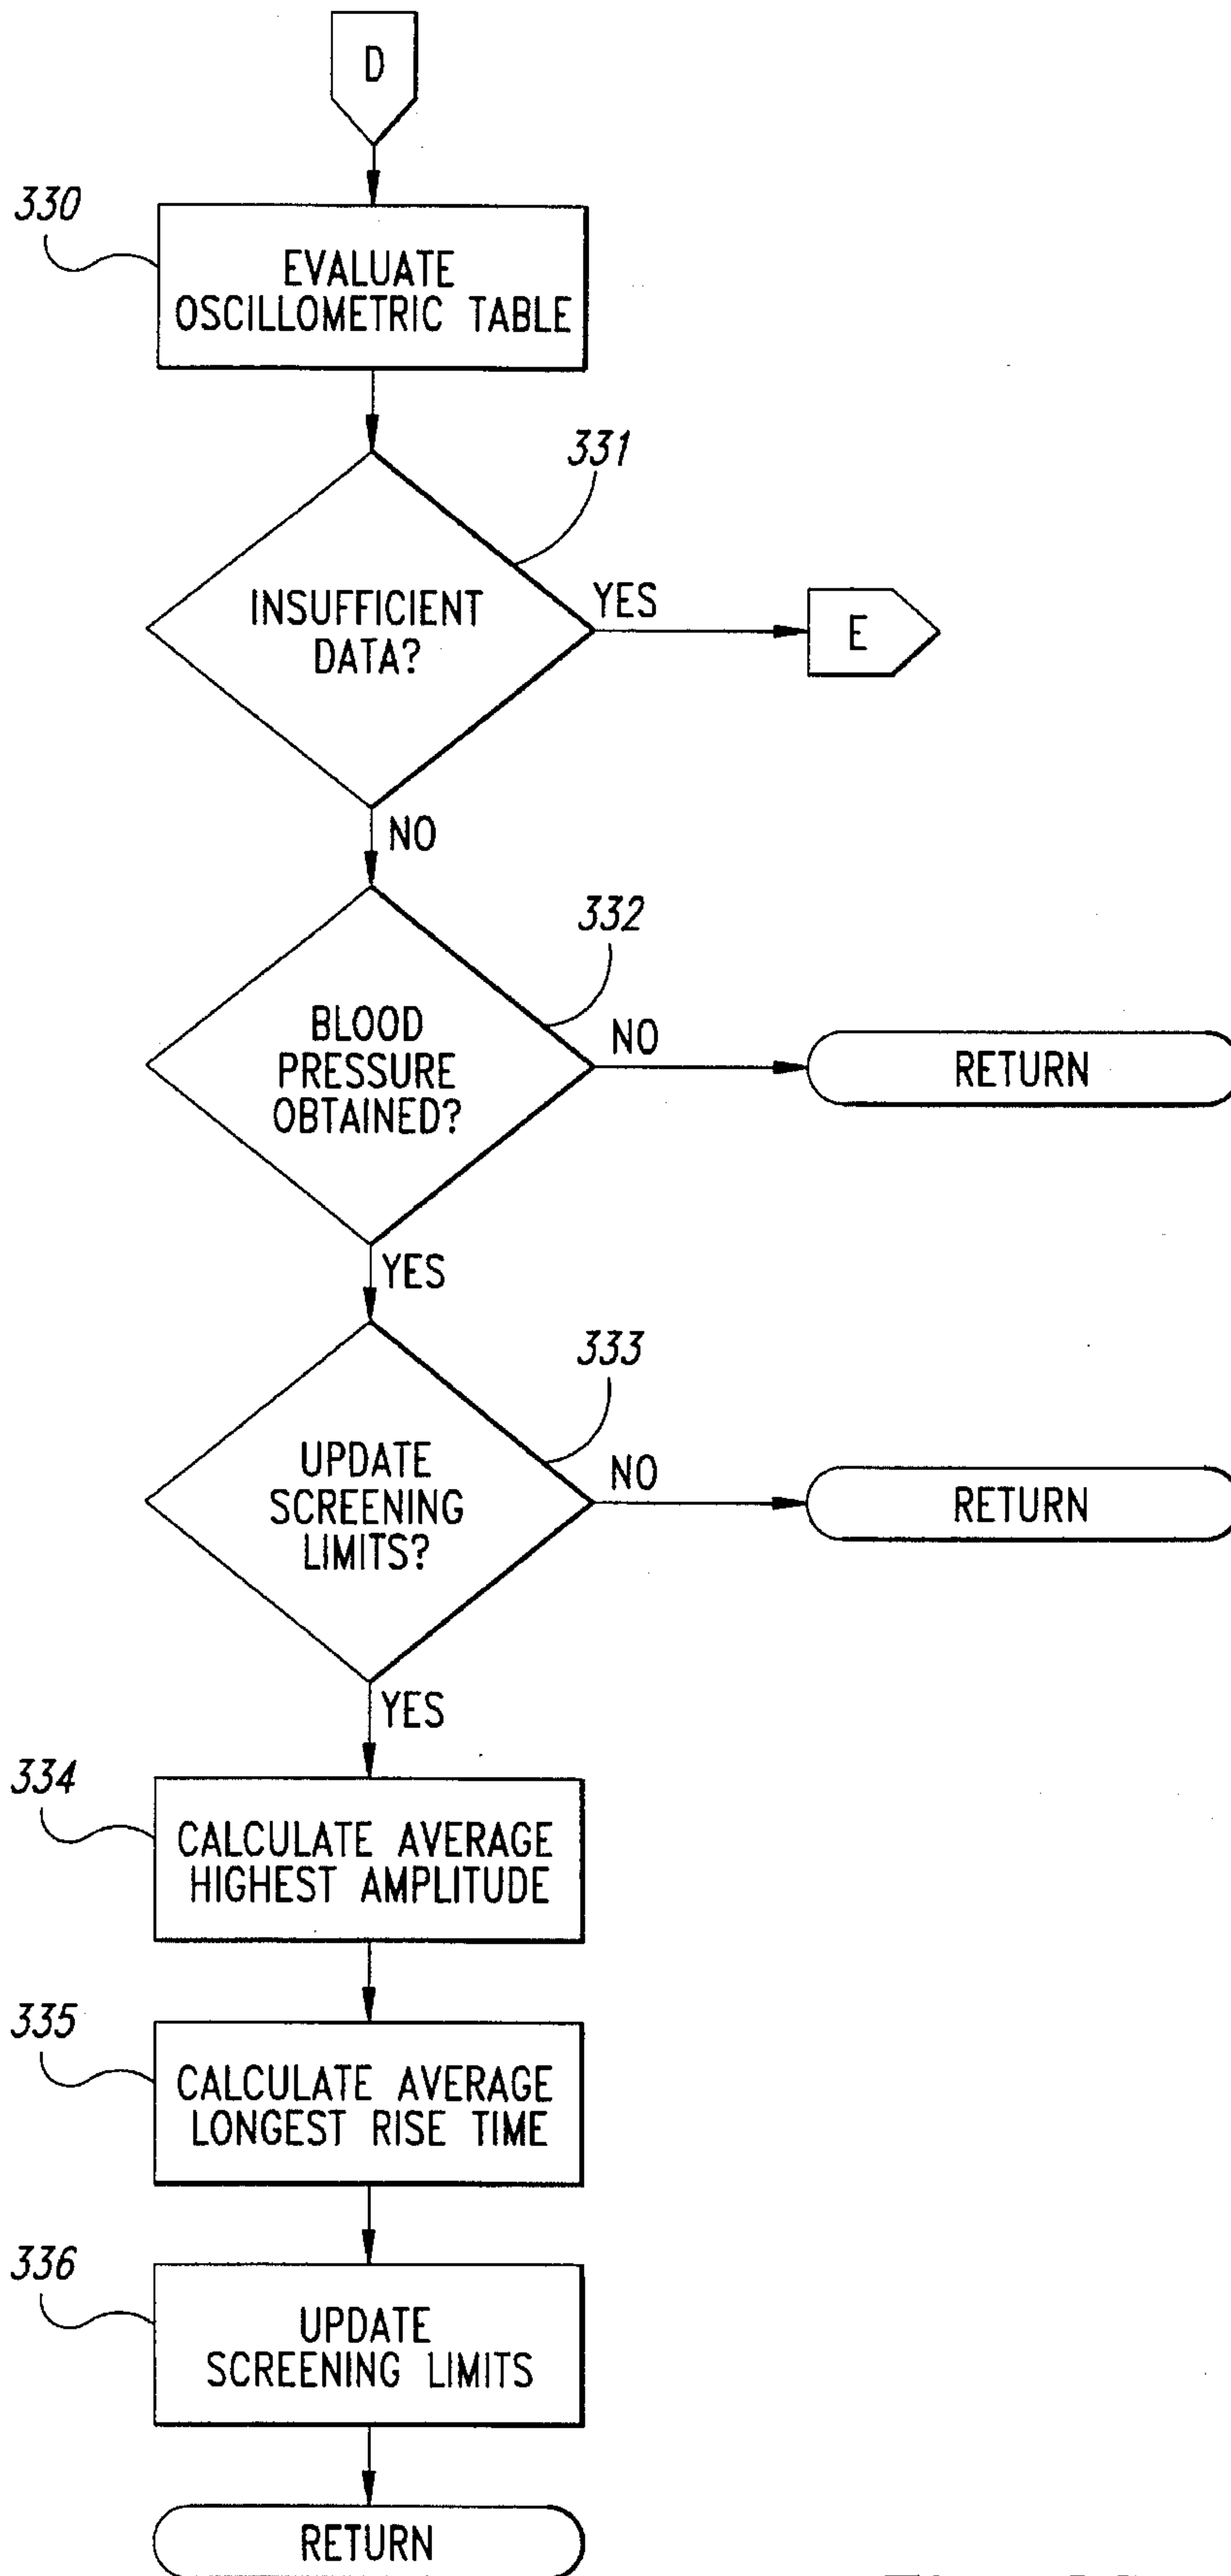 D
330
EVALUATE
OSCILLOMETRIC TABLE
331
INSUFFICIENT
DATA?
YES
E
NO
332
BLOOD
PRESSURE
OBTAINED?
NO
RETURN
YES
333
UPDATE
SCREENING
LIMITS?
NO
RETURN
YES
334
CALCULATE AVERAGE
HIGHEST AMPLITUDE
335
CALCULATE AVERAGE
LONGEST RISE TIME
336
UPDATE
SCREENING LIMITS
RETURN